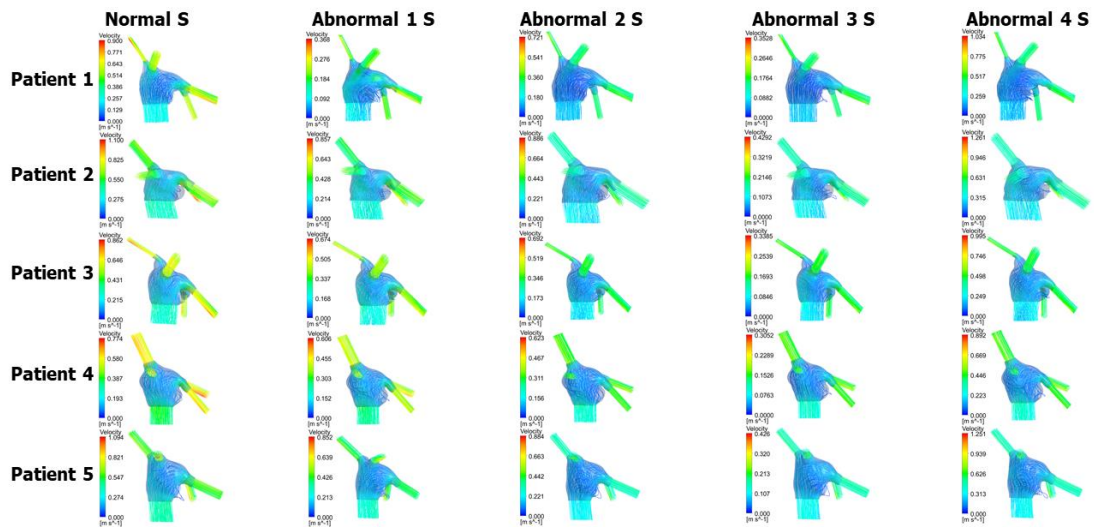 Normal S Abnormal 1 S Abnormal 2 S Abnormal 3 S Abnormal 4 S
Patient 1
Velocity
0.900
0.771
0.643
0.514
0.386
0.257
0.129
0.000
[m s^-1]
Velocity
0.368
0.276
0.184
0.092
0.000
[m s^-1]
Velocity
0.721
0.541
0.360
0.180
0.000
[m s^-1]
Velocity
0.3528
0.2646
0.1764
0.0882
0.0000
[m s^-1]
Velocity
1.034
0.775
0.517
0.259
0.000
[m s^-1]
Patient 2
Velocity
1.100
0.825
0.550
0.275
0.000
[m s^-1]
Velocity
0.857
0.643
0.428
0.214
0.000
[m s^-1]
Velocity
0.886
0.664
0.443
0.221
0.000
[m s^-1]
Velocity
0.4292
0.3219
0.2146
0.1073
0.0000
[m s^-1]
Velocity
1.261
0.946
0.631
0.315
0.000
[m s^-1]
Patient 3
Velocity
0.862
0.646
0.431
0.215
0.000
[m s^-1]
Velocity
0.674
0.505
0.337
0.168
0.000
[m s^-1]
Velocity
0.692
0.519
0.346
0.173
0.000
[m s^-1]
Velocity
0.3385
0.2539
0.1693
0.0846
0.0000
[m s^-1]
Velocity
0.995
0.746
0.498
0.249
0.000
[m s^-1]
Patient 4
Velocity
0.774
0.580
0.387
0.193
0.000
[m s^-1]
Velocity
0.606
0.455
0.303
0.152
0.000
[m s^-1]
Velocity
0.623
0.467
0.311
0.156
0.000
[m s^-1]
Velocity
0.3052
0.2289
0.1526
0.0763
0.0000
[m s^-1]
Velocity
0.892
0.669
0.446
0.223
0.000
[m s^-1]
Patient 5
Velocity
1.094
0.821
0.547
0.274
0.000
[m s^-1]
Velocity
0.852
0.639
0.426
0.213
0.000
[m s^-1]
Velocity
0.884
0.663
0.442
0.221
0.000
[m s^-1]
Velocity
0.426
0.320
0.213
0.107
0.000
[m s^-1]
Velocity
1.251
0.939
0.626
0.313
0.000
[m s^-1]